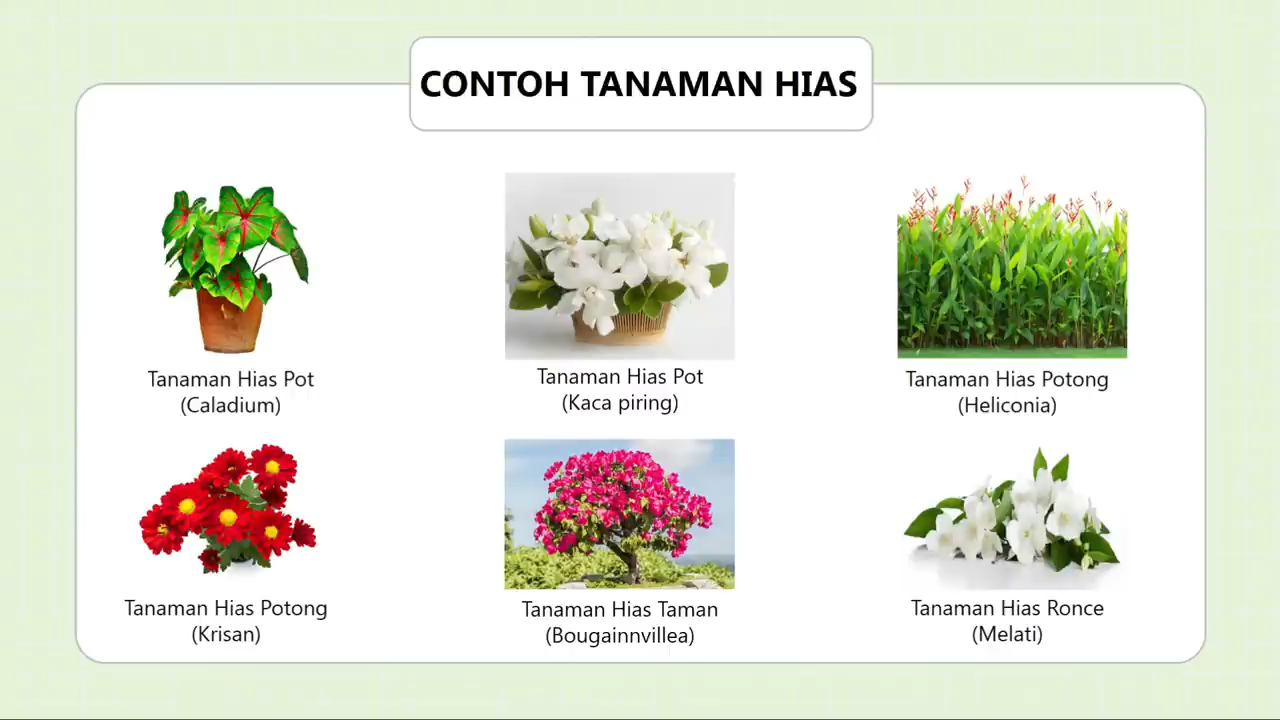 CONTOH TANAMAN HIAS
Tanaman Hias Pot
(Caladium)
Tanaman Hias Pot
(Kaca piring)
Tanaman Hias Potong
(Heliconia)
Tanaman Hias Potong
(Krisan)
Tanaman Hias Taman
(Bougainnvillea)
Tanaman Hias Ronce
(Melati)